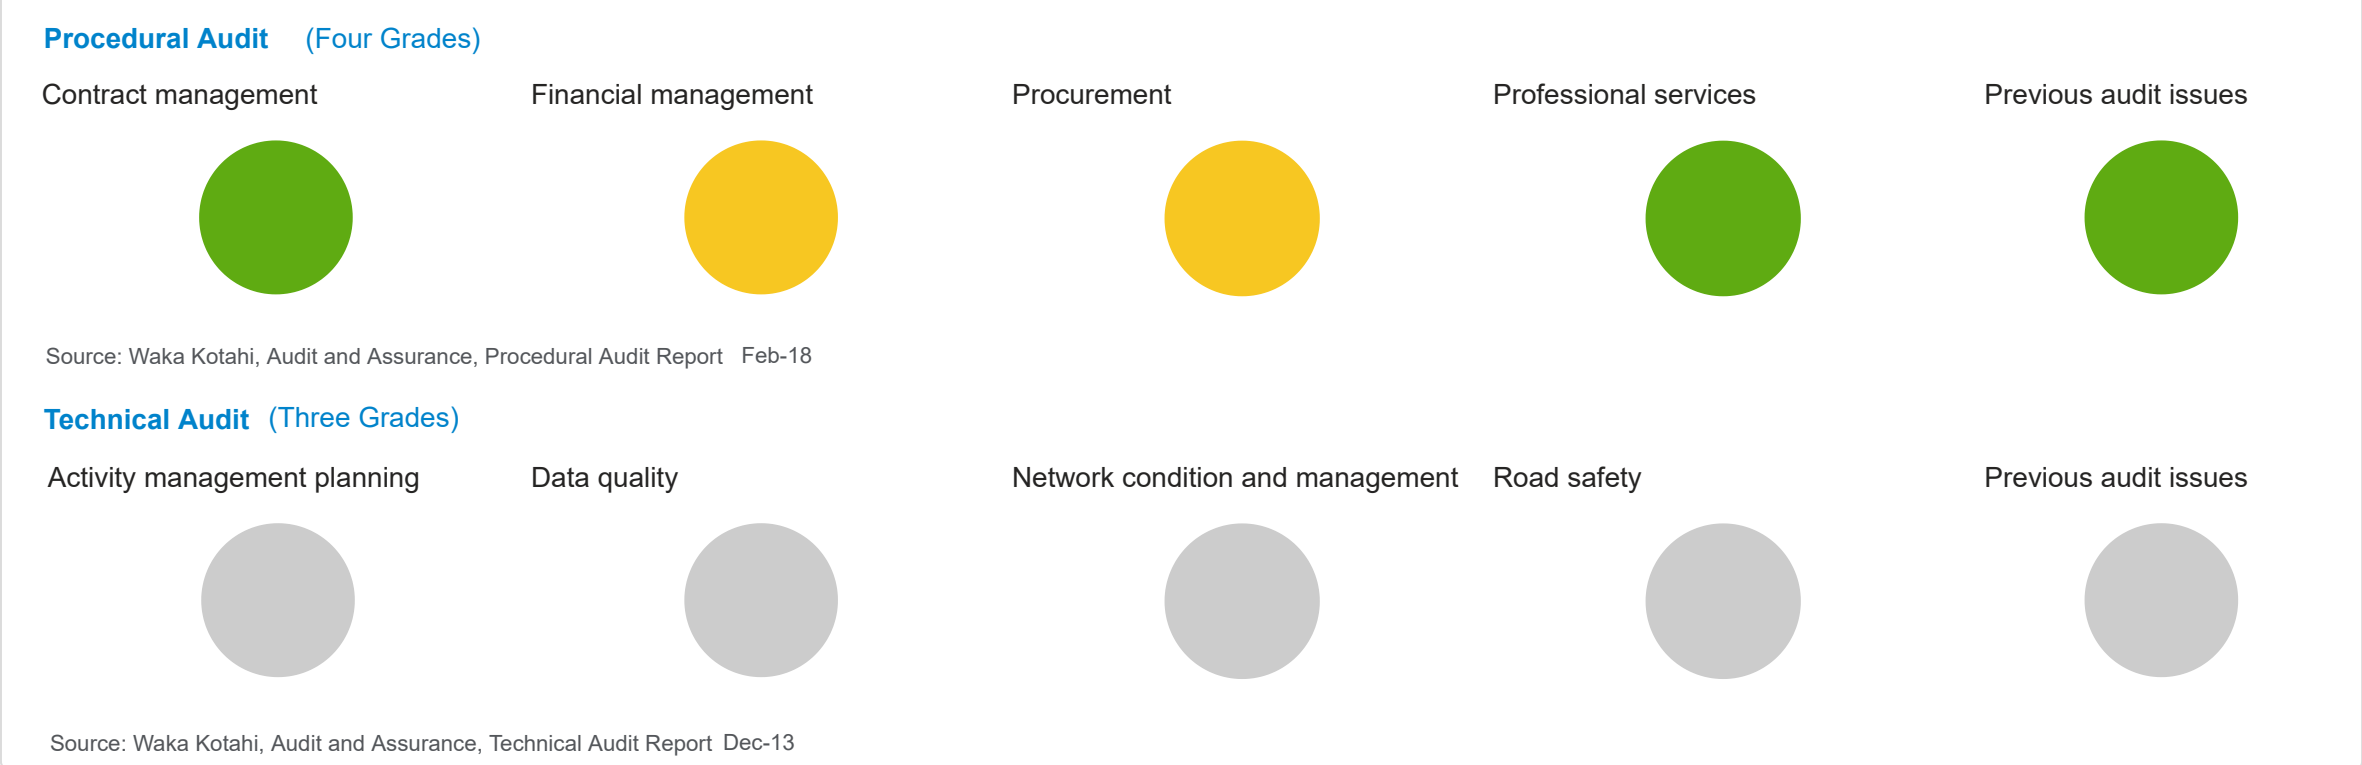 Procedural Audit (Four Grades)
Contract management
Financial management
Procurement
Professional services
Previous audit issues
Source: Waka Kotahi, Audit and Assurance, Procedural Audit Report Feb-18
Technical Audit (Three Grades)
Activity management planning
Data quality
Network condition and management
Road safety
Previous audit issues
Source: Waka Kotahi, Audit and Assurance, Technical Audit Report Dec-13